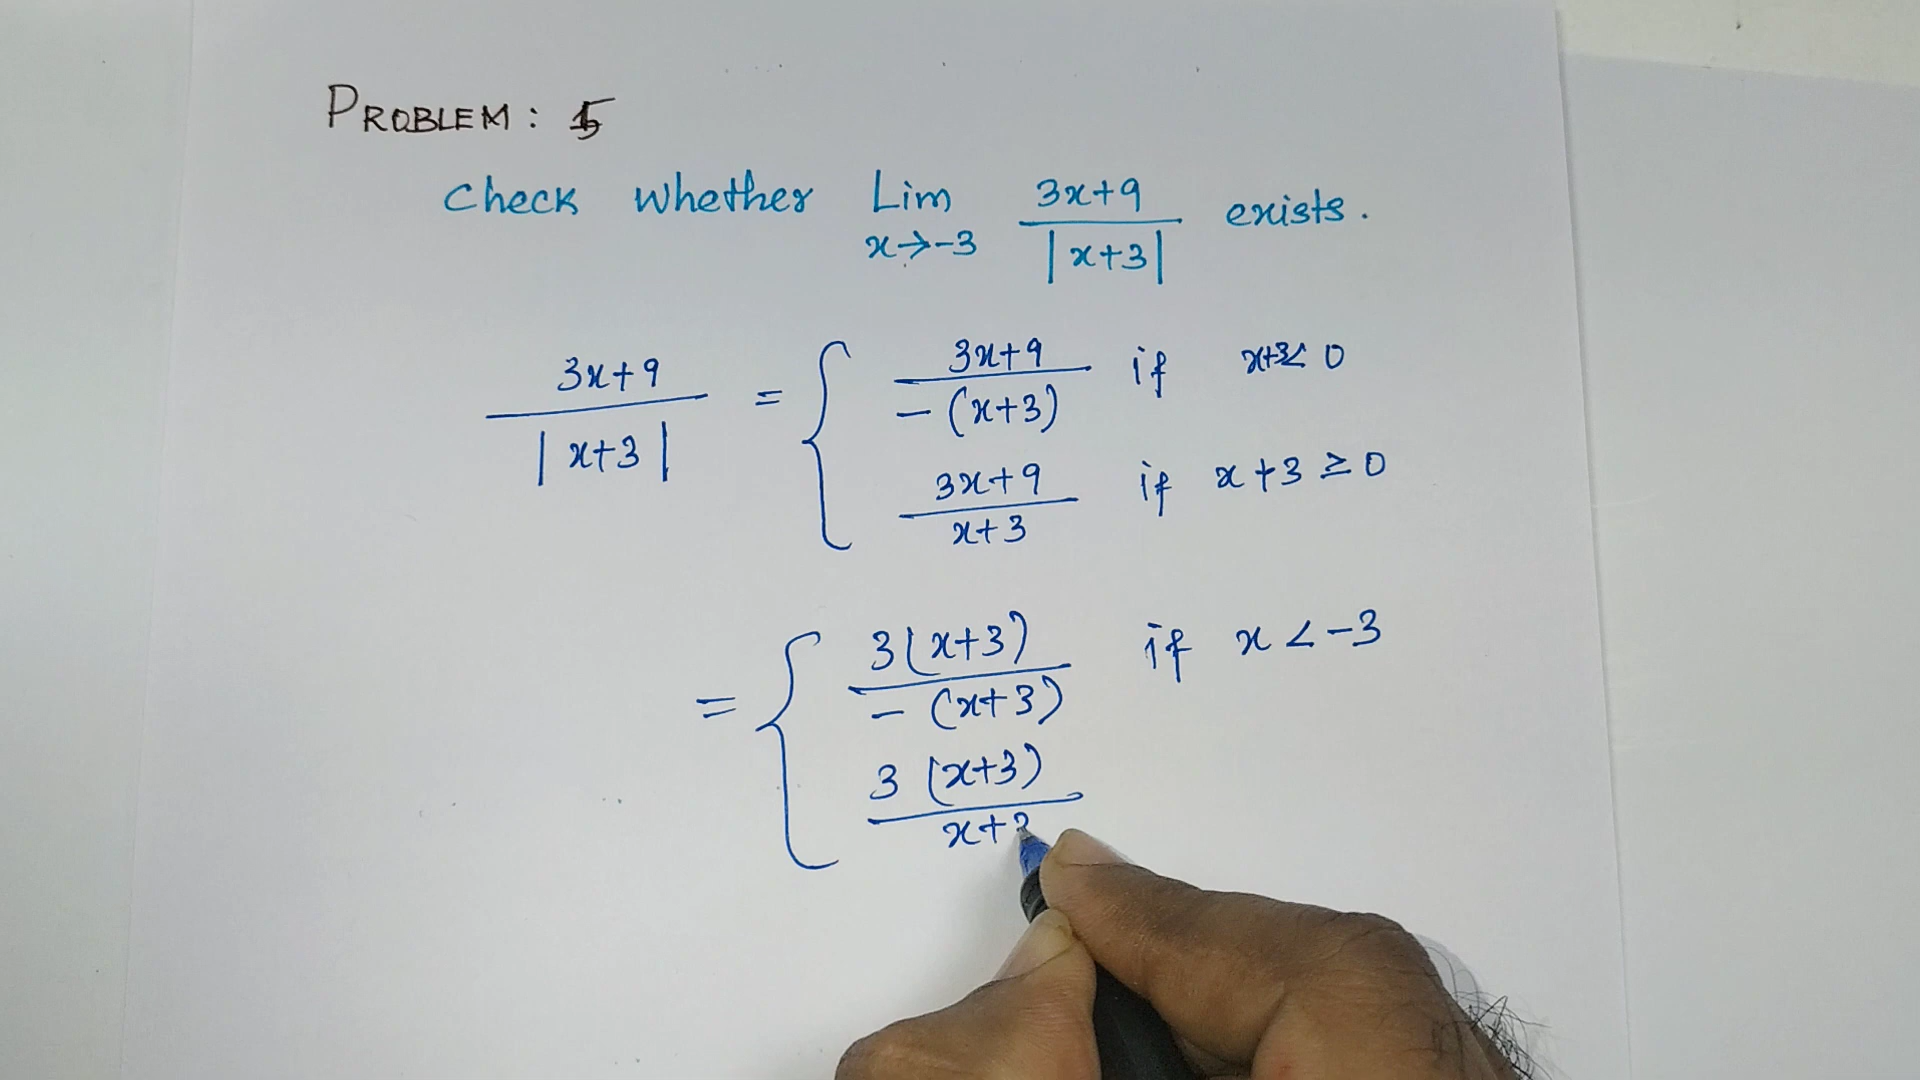 PROBLEM: 5
Check whether Lim 3x+9 exists.
x→-3 |x+3|
3x+9 = { 3x+9 if x+3< 0
|x+3| -(x+3)
3x+9 if x+3 ≥ 0
x+3
= { 3(x+3) if x < -3
-(x+3)
3 (x+3)
x+3